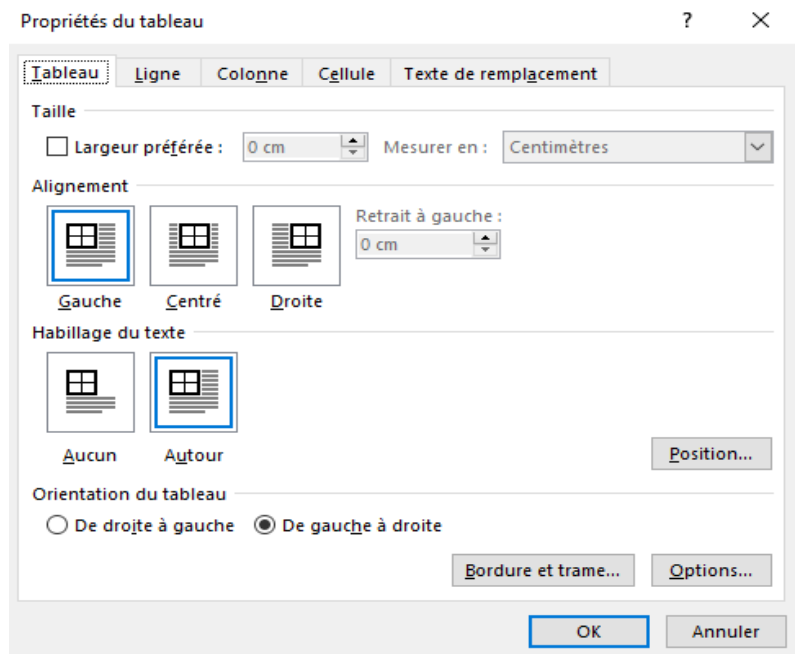 Propriétés du tableau ?
Tableau Ligne Colonne Cellule Texte de remplacement
Taille
Largeur préférée : 0 cm Mesurer en : Centimètres
Alignement
Retrait à gauche :
0 cm
Gauche Centré Droite
Habillage du texte
Aucun Autour
Position...
Orientation du tableau
De droite à gauche De gauche à droite
Bordure et trame... Options...
OK Annuler